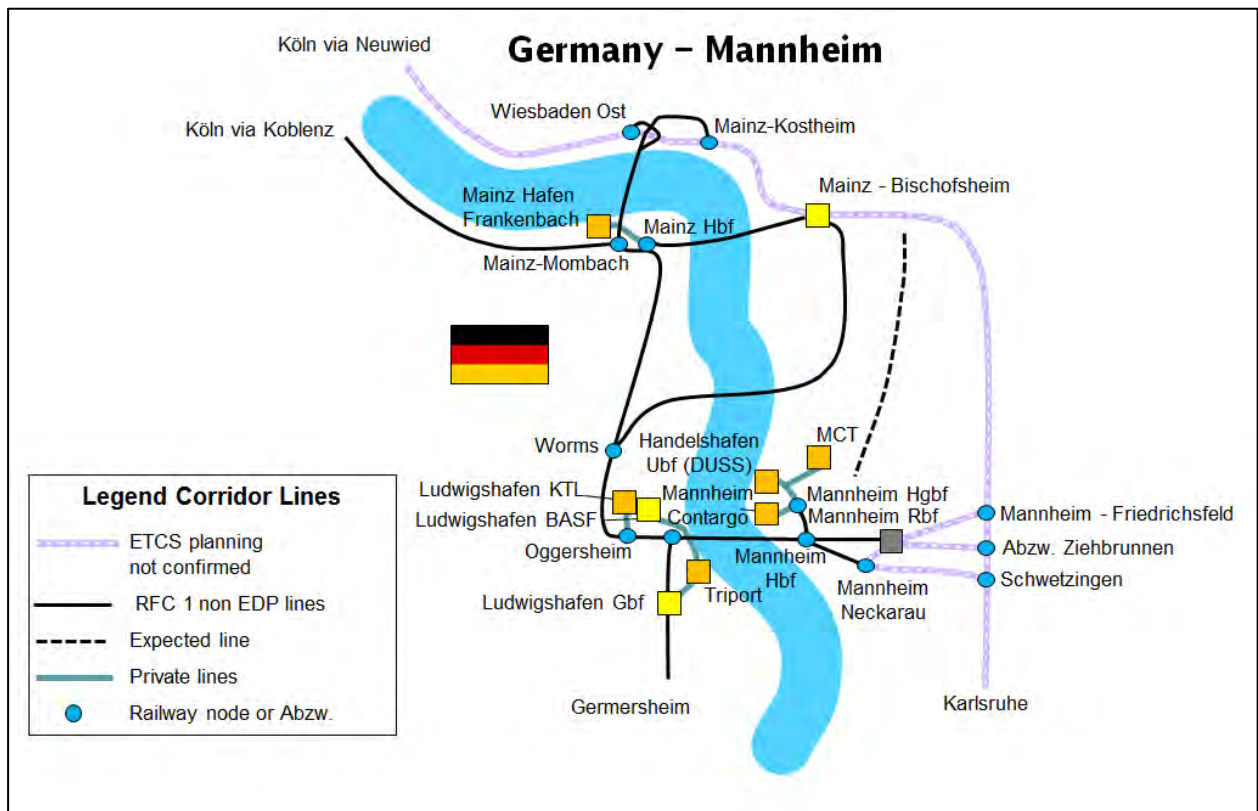 Germany – Mannheim
Köln via Neuwied
Wiesbaden Ost
Mainz-Kostheim
Köln via Koblenz
Mainz - Bischofsheim
Mainz Hafen
Frankenbach
Mainz Hbf
Mainz-Mombach
Worms
Handelshafen
Ubf (DUSS)
MCT
Ludwigshafen KTL
Mannheim
Contargo
Mannheim Hgbf
Ludwigshafen BASF
Mannheim Rbf
Mannheim - Friedrichsfeld
Oggersheim
Mannheim
Hbf
Abzw. Ziehbrunnen
Schwetzingen
Mannheim
Neckarau
Triport
Ludwigshafen Gbf
Germersheim
Karlsruhe
Legend Corridor Lines
ETCS planning
not confirmed
RFC 1 non EDP lines
Expected line
Private lines
Railway node or Abzw.